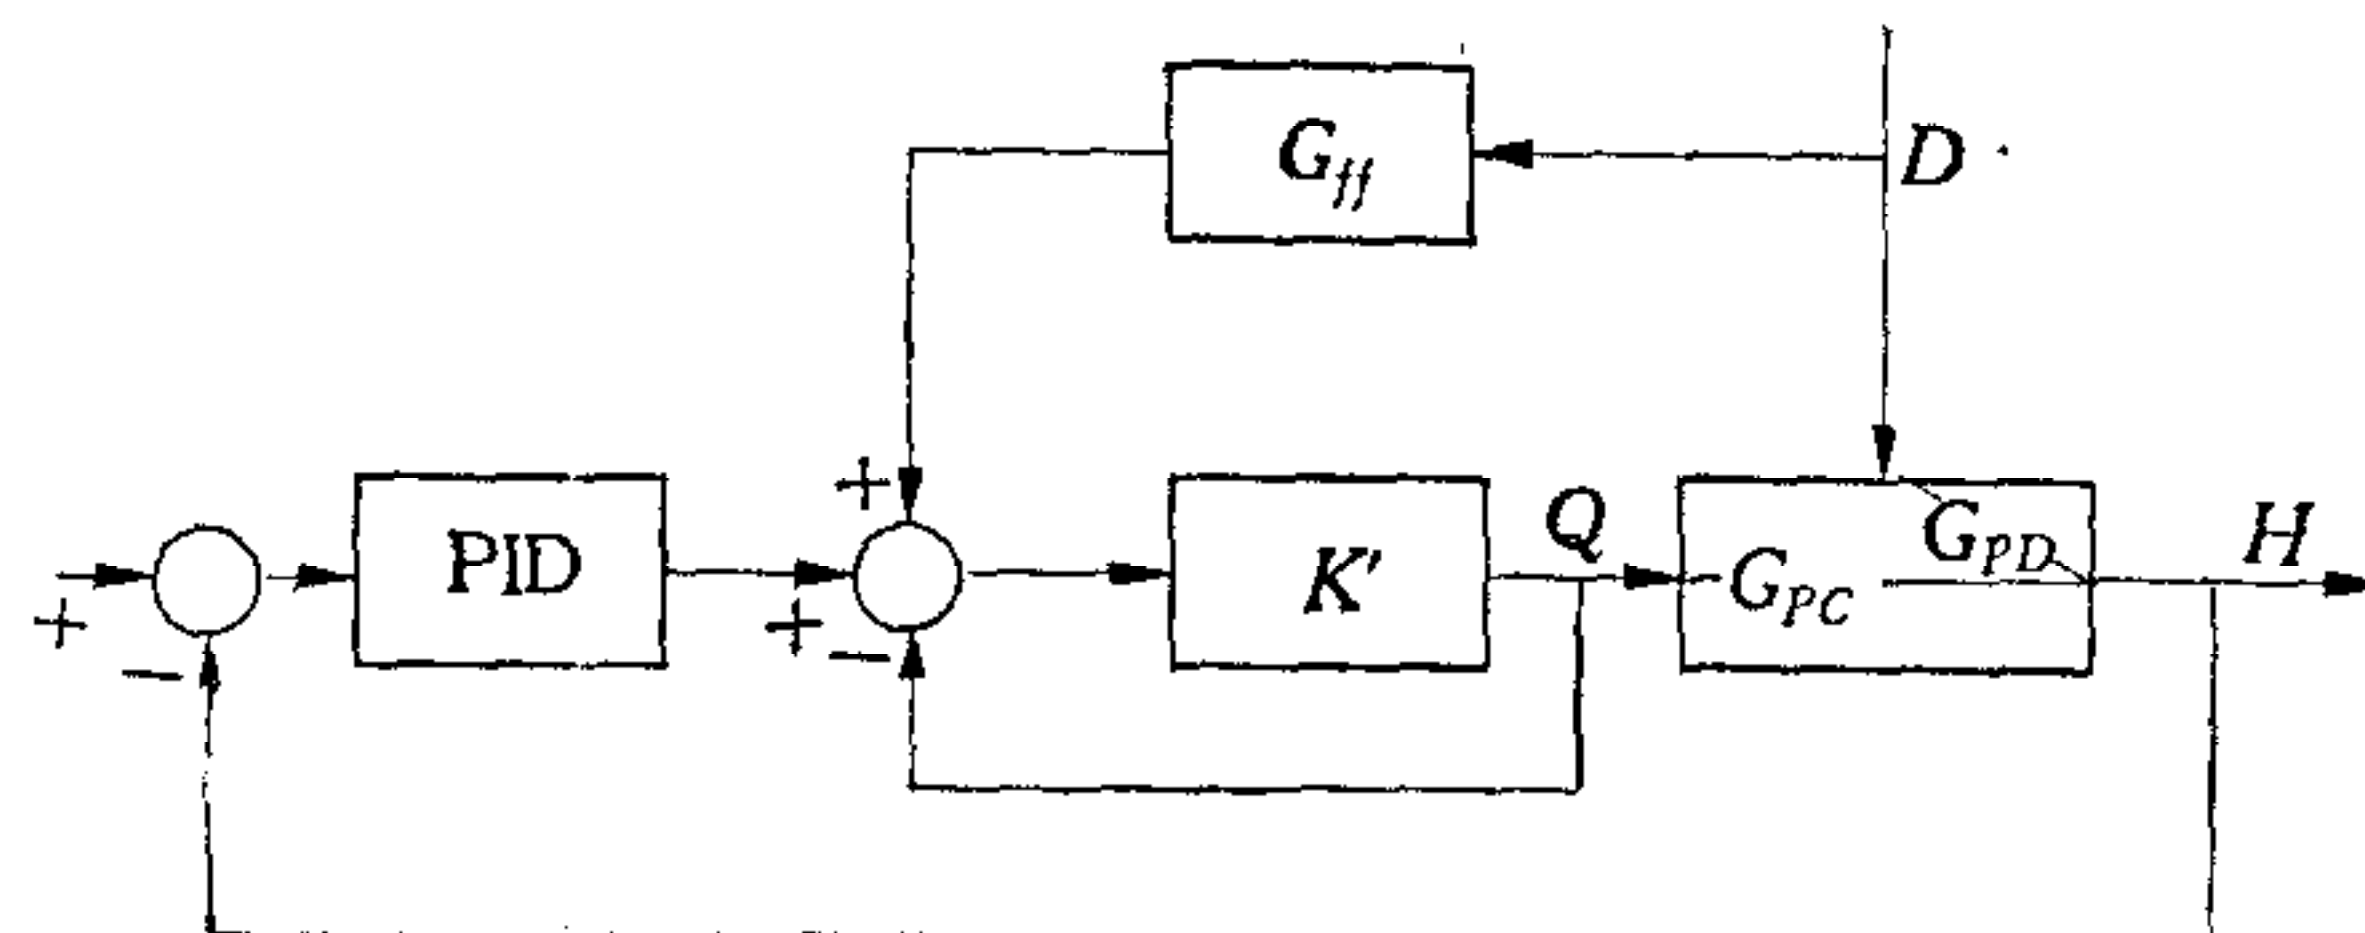 G_ff
D
+
PID
K'
Q
G_PC
G_PD
H
+
−
+
−